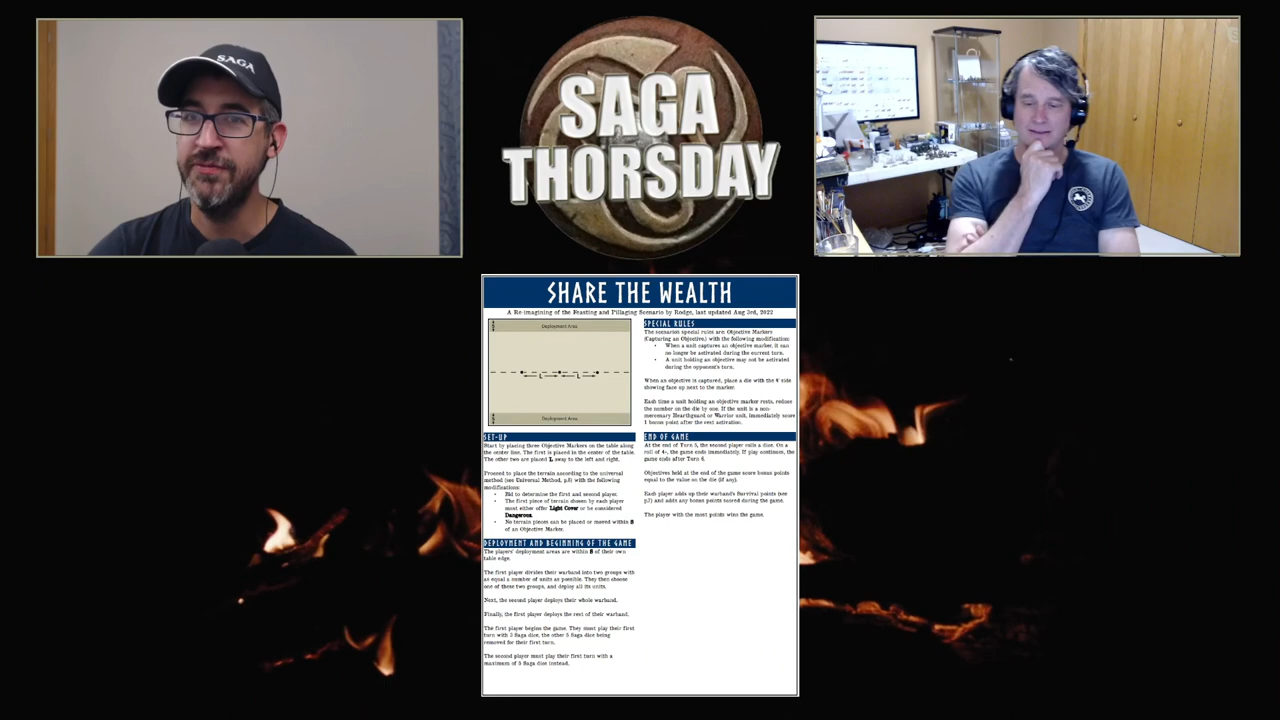 SAGA
SAGA
THORSDAY
SHARE THE WEALTH
A Re-imagining of the Feasting and Pillaging Scenario by Rodge, last updated Aug 3rd, 2022
Deployment Area
L
L
Deployment Area
SET-UP
Start by placing three Objective Markers on the table along
the center line. The first is placed in the center of the table.
The other two are placed L away to the left and right.
Proceed to place the terrain according to the universal
method (see Universal Method, p.6) with the following
modifications:
• Bid to determine the first and second player.
• The first piece of terrain chosen by each player
must either offer Light Cover or be considered
Dangerous.
• No terrain pieces can be placed or moved within S
of an Objective Marker.
DEPLOYMENT AND BEGINNING OF THE GAME
The players' deployment areas are within S of their own
table edge.
The first player divides their warband into two groups with
as equal a number of units as possible. They then choose
one of these two groups, and deploy all its units.
Next, the second player deploys their whole warband.
Finally, the first player deploys the rest of their warband.
The first player begins the game. They must play their first
turn with 3 Saga dice, the other 5 Saga dice being
removed for their first turn.
The second player must play their first turn with a
maximum of 5 Saga dice instead.
SPECIAL RULES
The scenarios special rules are: Objective Markers
(Capturing an Objective) with the following modification:
• When a unit captures an objective marker, it can
no longer be activated during the current turn.
• A unit holding an objective may not be activated
during the opponent's turn.
When an objective is captured, place a die with the side
showing face up next to the marker.
Each time a unit holding an objective marker rests, reduce
the number on the die by one. If the unit is a non-
mercenary Hearthguard or Warrior unit, immediately score
1 bonus point after the rest activation.
END OF GAME
At the end of Turn 5, the second player rolls a dice. On a
roll of 4+, the game ends immediately. If play continues, the
game ends after Turn 6.
Objectives held at the end of the game score bonus points
equal to the value on the die (if any).
Each player adds up their warband's Survival points (see
and adds any bonus points scored during the game.
The player with the most points wins the game.